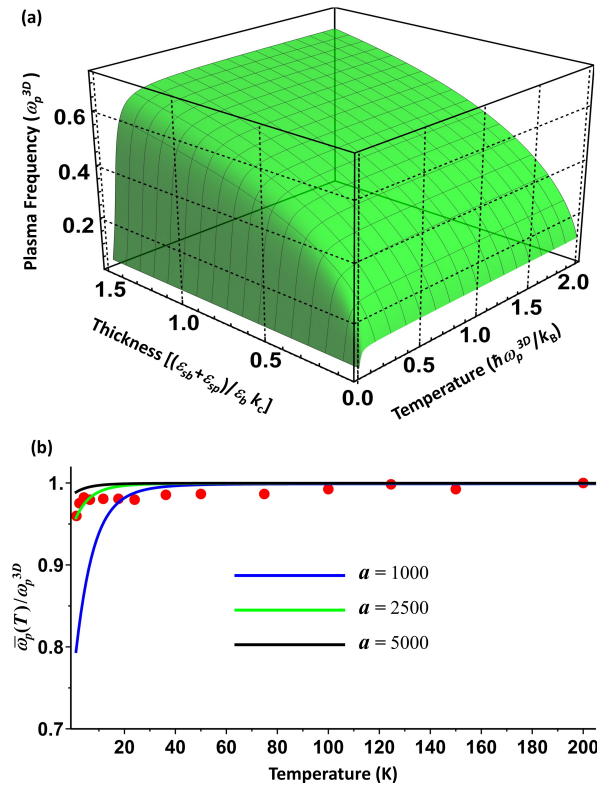 (a)
Plasma Frequency (ω_p^3D)
0.6
0.4
0.2
1.5
1.0
0.5
0.0
0.5
1.0
1.5
2.0
Thickness [(ε_sb+ε_sp)/ε_b k_c]
Temperature (ħω_p^3D/k_B)
(b)
1.
0.9
0.8
0.7
ω̄_p(T)/ω_p^3D
a = 1000
a = 2500
a = 5000
20 40 60 80 100 120 140 160 180 200
Temperature (K)